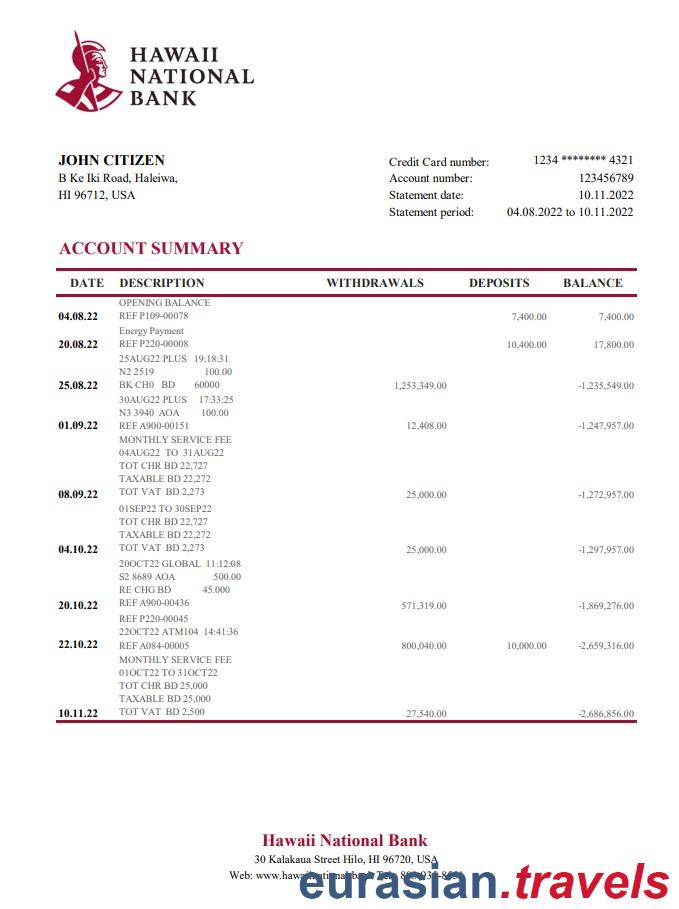 HAWAII
NATIONAL
BANK
JOHN CITIZEN
B Ke Iki Road, Haleiwa,
HI 96712, USA
Credit Card number: 1234 ******** 4321
Account number: 123456789
Statement date: 10.11.2022
Statement period: 04.08.2022 to 10.11.2022
ACCOUNT SUMMARY
DATE DESCRIPTION WITHDRAWALS DEPOSITS BALANCE
OPENING BALANCE
04.08.22 REF P109-00078 7,400.00 7,400.00
Energy Payment
20.08.22 REF P220-00008 10,400.00 17,800.00
25AUG22 PLUS 19:18:31
N2 2519 100.00
25.08.22 BK CH0 BD 60000 1,253,349.00 -1,235,549.00
30AUG22 PLUS 17:33:25
N3 3940 AOA 100.00
01.09.22 REF A900-00151 12,408.00 -1,247,957.00
MONTHLY SERVICE FEE
04AUG22 TO 31AUG22
TOT CHR BD 22,727
TAXABLE BD 22,272
08.09.22 TOT VAT BD 2,273 25,000.00 -1,272,957.00
01SEP22 TO 30SEP22
TOT CHR BD 22,727
TAXABLE BD 22,272
04.10.22 TOT VAT BD 2,273 25,000.00 -1,297,957.00
20OCT22 GLOBAL 11:12:08
S2 8689 AOA 500.00
RE CHG BD 45.000
20.10.22 REF A900-00436 571,319.00 -1,869,276.00
REF P220-00045
22OCT22 ATM104 14:41:36
22.10.22 REF A084-00005 800,040.00 10,000.00 -2,659,316.00
MONTHLY SERVICE FEE
01OCT22 TO 31OCT22
TOT CHR BD 25,000
TAXABLE BD 25,000
10.11.22 TOT VAT BD 2,500 27,540.00 -2,686,856.00
Hawaii National Bank
30 Kalakaua Street Hilo, HI 96720, USA
Web:
eurasian.travels